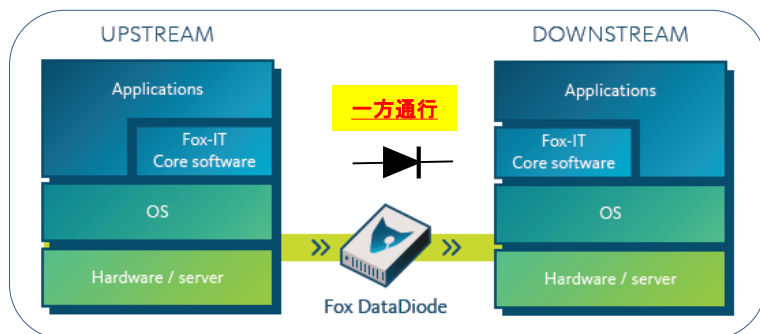 UPSTREAM
DOWNSTREAM
Applications
Fox-IT
Core software
OS
Hardware / server
一方通行
Fox DataDiode
Applications
Fox-IT
Core software
OS
Hardware / server